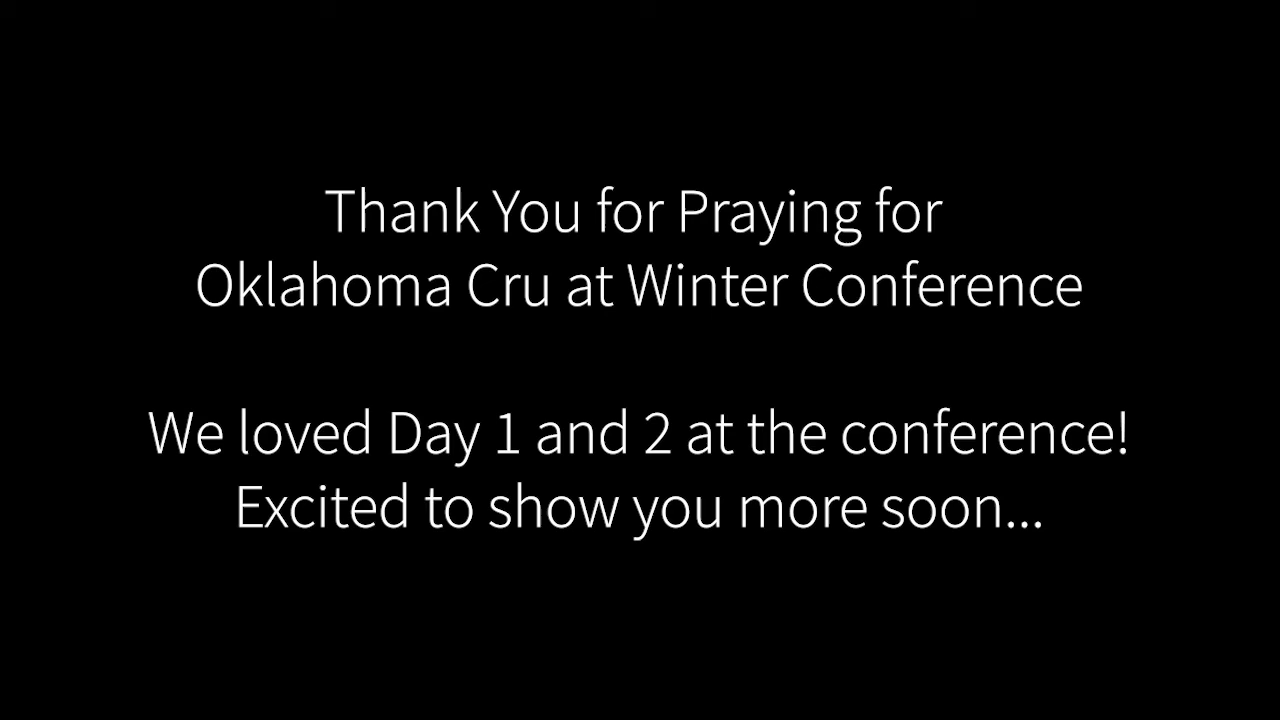 Thank You for Praying for
Oklahoma Cru at Winter Conference
We loved Day 1 and 2 at the conference!
Excited to show you more soon...